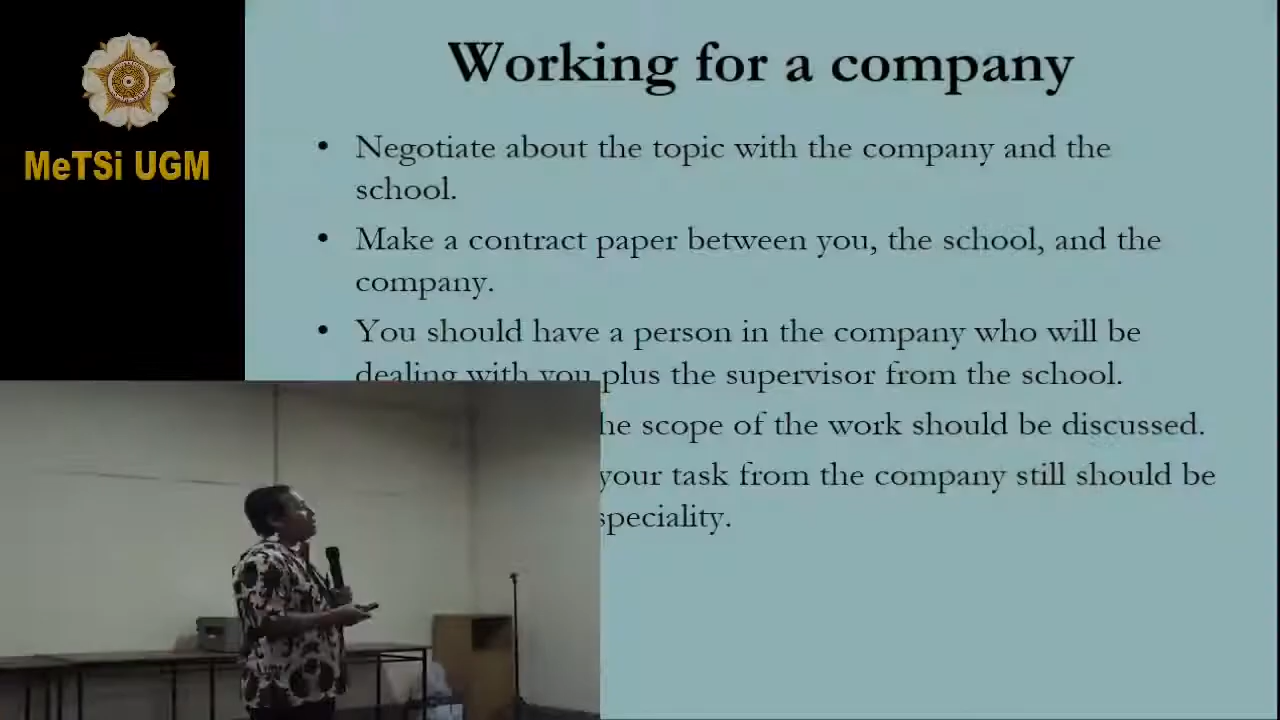 MeTSi UGM
Working for a company
• Negotiate about the topic with the company and the
school.
• Make a contract paper between you, the school, and the
company.
• You should have a person in the company who will be
dealing with you plus the supervisor from the school.
scope of the work should be discussed.
your task from the company still should be
speciality.